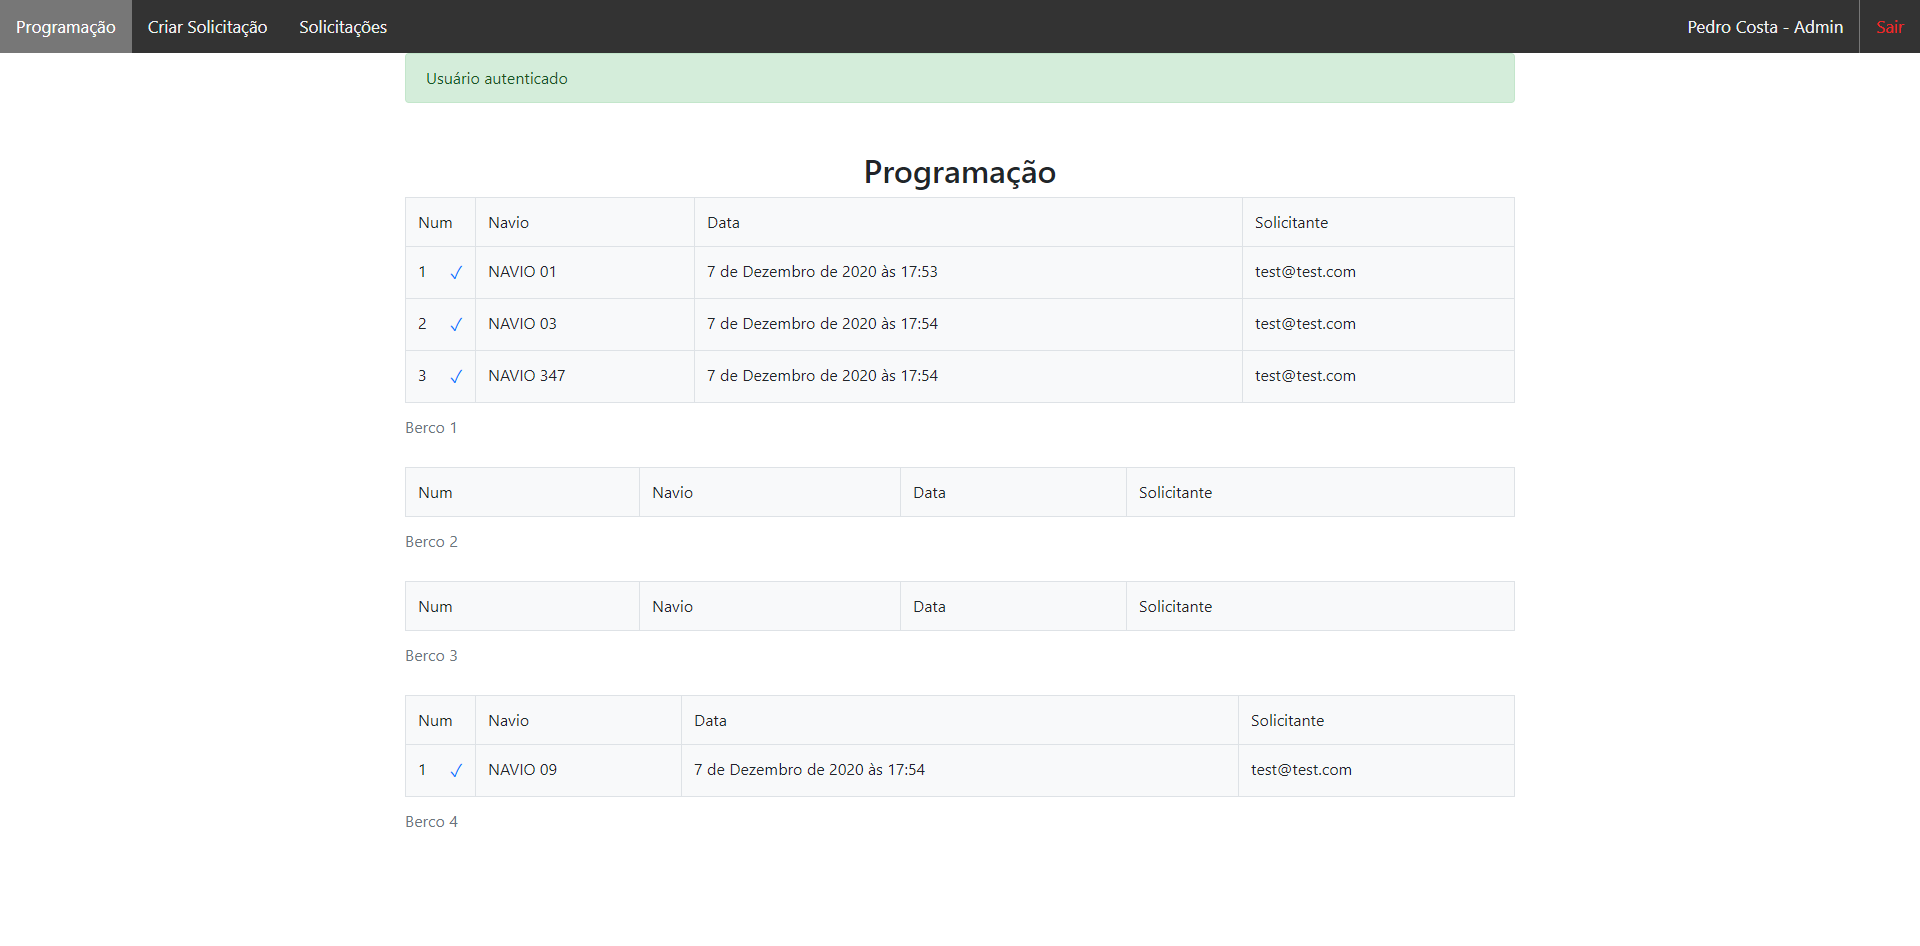 Programação Criar Solicitação Solicitações Pedro Costa - Admin Sair
Usuário autenticado
Programação
Num Navio Data Solicitante
1 ✓ NAVIO 01 7 de Dezembro de 2020 às 17:53 test@test.com
2 ✓ NAVIO 03 7 de Dezembro de 2020 às 17:54 test@test.com
3 ✓ NAVIO 347 7 de Dezembro de 2020 às 17:54 test@test.com
Berco 1
Num Navio Data Solicitante
Berco 2
Num Navio Data Solicitante
Berco 3
Num Navio Data Solicitante
1 ✓ NAVIO 09 7 de Dezembro de 2020 às 17:54 test@test.com
Berco 4